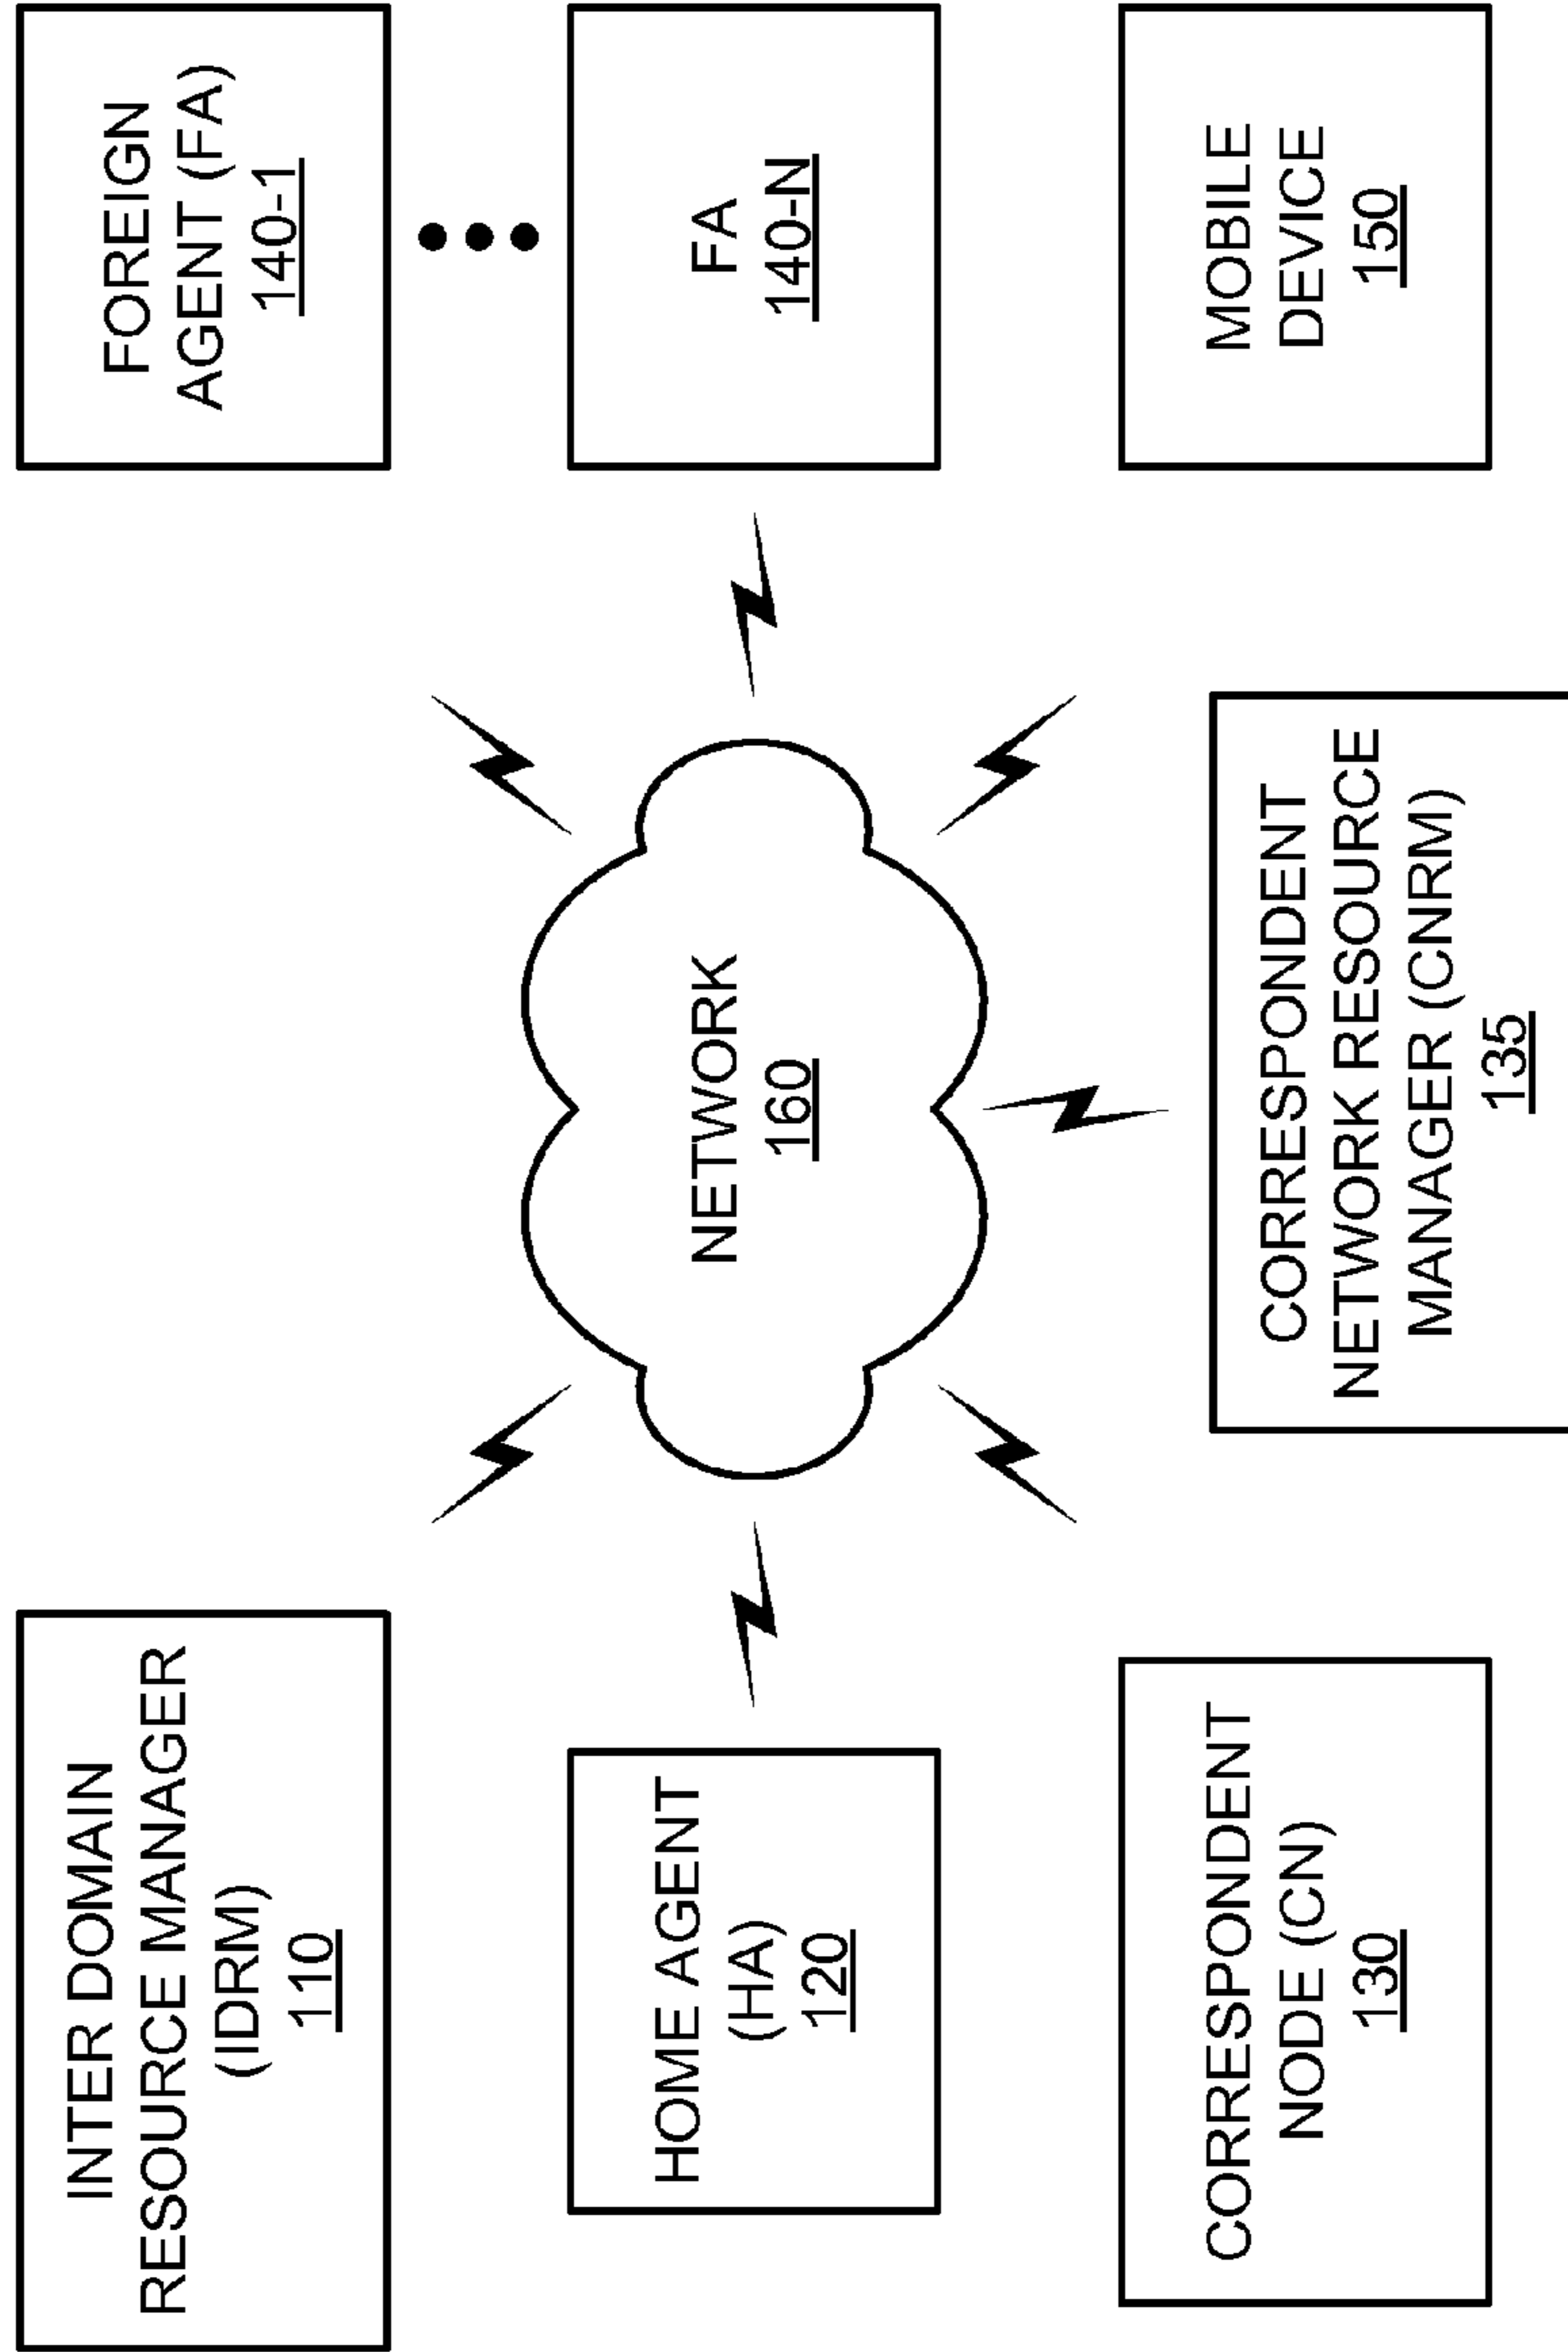 INTER DOMAIN
RESOURCE MANAGER
(IDRM)
110
HOME AGENT
(HA)
120
CORRESPONDENT
NODE (CN)
130
NETWORK
160
CORRESPONDENT
NETWORK RESOURCE
MANAGER (CNRM)
135
FOREIGN
AGENT (FA)
140-1
FA
140-N
MOBILE
DEVICE
150